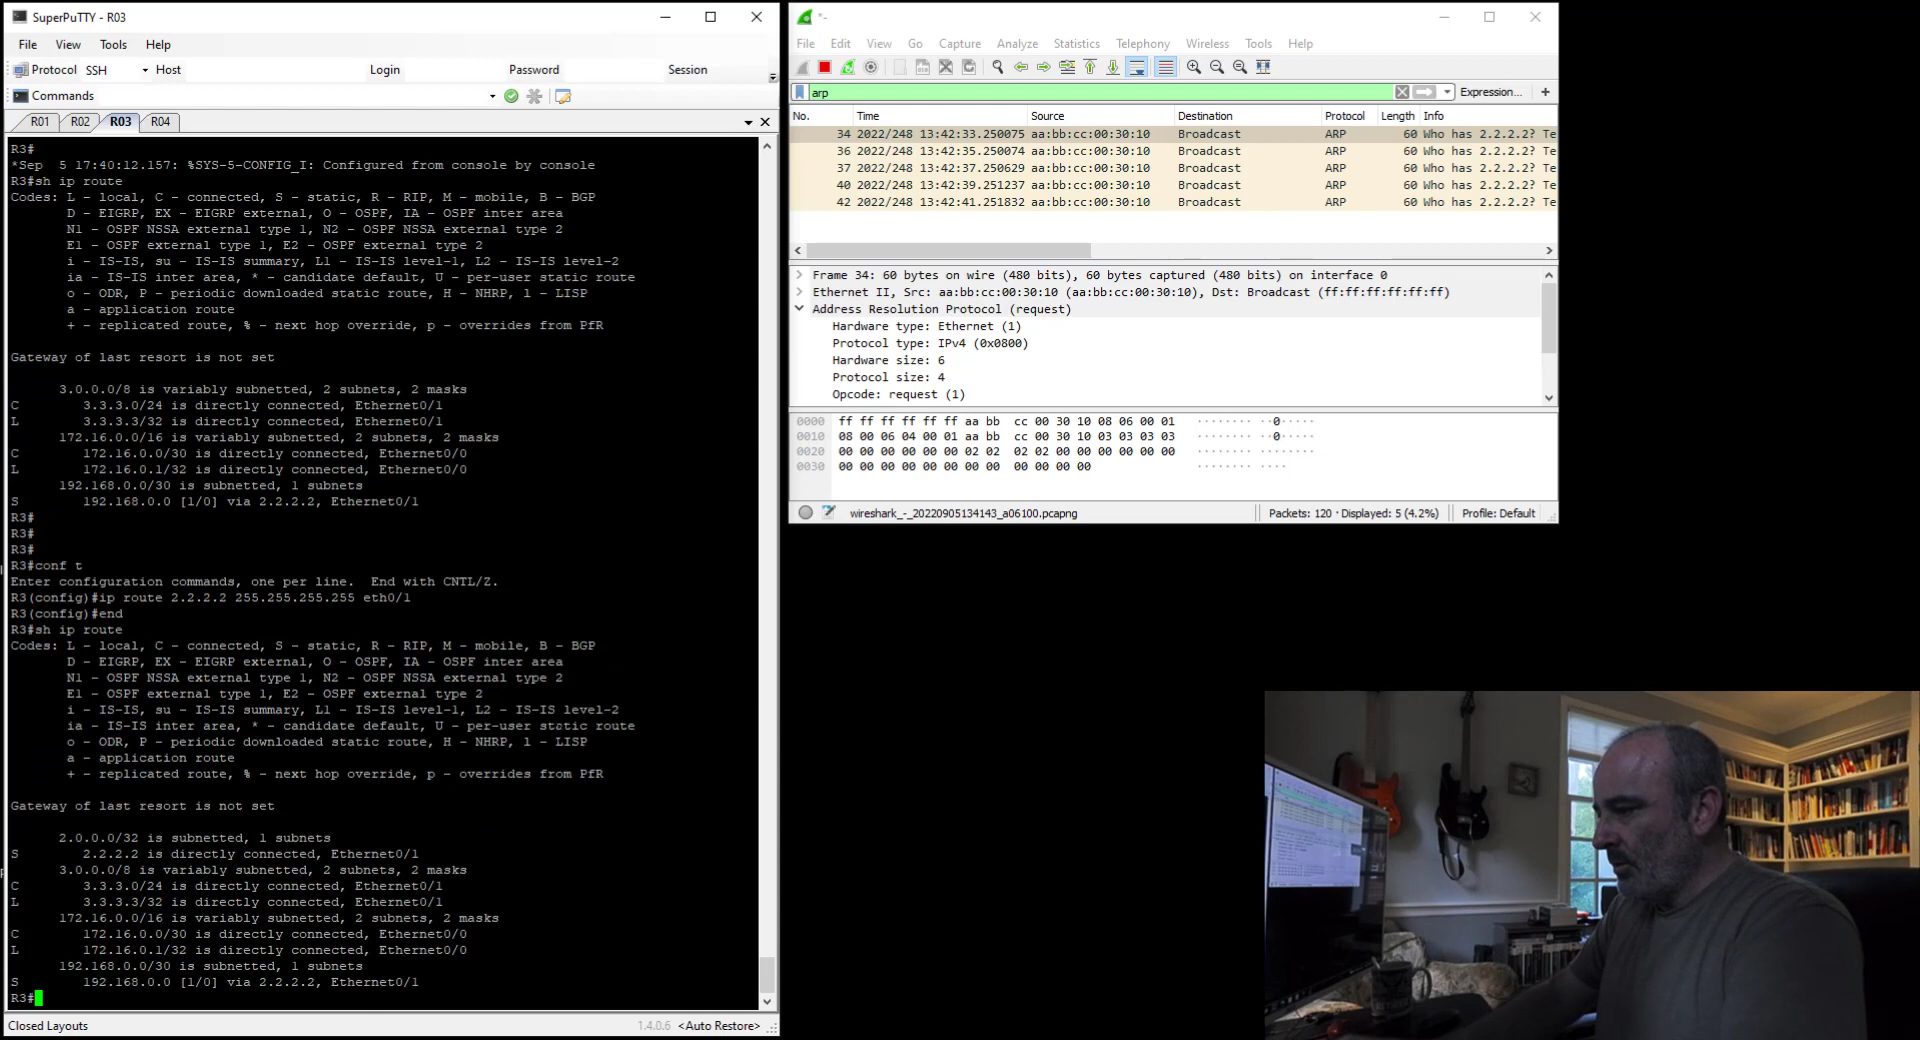 SuperPuTTY - R03
File View Tools Help
Protocol SSH Host Login Password Session
Commands
R01 R02 R03 R04
R3#
*Sep  5 17:40:12.157: %SYS-5-CONFIG_I: Configured from console by console
R3#sh ip route
Codes: L - local, C - connected, S - static, R - RIP, M - mobile, B - BGP
D - EIGRP, EX - EIGRP external, O - OSPF, IA - OSPF inter area
N1 - OSPF NSSA external type 1, N2 - OSPF NSSA external type 2
E1 - OSPF external type 1, E2 - OSPF external type 2
i - IS-IS, su - IS-IS summary, L1 - IS-IS level-1, L2 - IS-IS level-2
ia - IS-IS inter area, * - candidate default, U - per-user static route
o - ODR, P - periodic downloaded static route, H - NHRP, l - LISP
a - application route
+ - replicated route, % - next hop override, p - overrides from PfR
Gateway of last resort is not set
3.0.0.0/8 is variably subnetted, 2 subnets, 2 masks
C 3.3.3.0/24 is directly connected, Ethernet0/1
L 3.3.3.3/32 is directly connected, Ethernet0/1
172.16.0.0/16 is variably subnetted, 2 subnets, 2 masks
C 172.16.0.0/30 is directly connected, Ethernet0/0
L 172.16.0.1/32 is directly connected, Ethernet0/0
192.168.0.0/30 is subnetted, 1 subnets
S 192.168.0.0 [1/0] via 2.2.2.2, Ethernet0/1
R3#
R3#
R3#
R3#conf t
Enter configuration commands, one per line.  End with CNTL/Z.
R3(config)#ip route 2.2.2.2 255.255.255.255 eth0/1
R3(config)#end
R3#sh ip route
Codes: L - local, C - connected, S - static, R - RIP, M - mobile, B - BGP
D - EIGRP, EX - EIGRP external, O - OSPF, IA - OSPF inter area
N1 - OSPF NSSA external type 1, N2 - OSPF NSSA external type 2
E1 - OSPF external type 1, E2 - OSPF external type 2
i - IS-IS, su - IS-IS summary, L1 - IS-IS level-1, L2 - IS-IS level-2
ia - IS-IS inter area, * - candidate default, U - per-user static route
o - ODR, P - periodic downloaded static route, H - NHRP, l - LISP
a - application route
+ - replicated route, % - next hop override, p - overrides from PfR
Gateway of last resort is not set
2.0.0.0/32 is subnetted, 1 subnets
S 2.2.2.2 is directly connected, Ethernet0/1
3.0.0.0/8 is variably subnetted, 2 subnets, 2 masks
C 3.3.3.0/24 is directly connected, Ethernet0/1
L 3.3.3.3/32 is directly connected, Ethernet0/1
172.16.0.0/16 is variably subnetted, 2 subnets, 2 masks
C 172.16.0.0/30 is directly connected, Ethernet0/0
L 172.16.0.1/32 is directly connected, Ethernet0/0
192.168.0.0/30 is subnetted, 1 subnets
S 192.168.0.0 [1/0] via 2.2.2.2, Ethernet0/1
R3#
Closed Layouts 1.4.0.6 <Auto Restore>
*-
File Edit View Go Capture Analyze Statistics Telephony Wireless Tools Help
arp Expression... +
No. Time Source Destination Protocol Length Info
34 2022/248 13:42:33.250075 aa:bb:cc:00:30:10 Broadcast ARP 60 Who has 2.2.2.2? Te
36 2022/248 13:42:35.250074 aa:bb:cc:00:30:10 Broadcast ARP 60 Who has 2.2.2.2? Te
37 2022/248 13:42:37.250629 aa:bb:cc:00:30:10 Broadcast ARP 60 Who has 2.2.2.2? Te
40 2022/248 13:42:39.251237 aa:bb:cc:00:30:10 Broadcast ARP 60 Who has 2.2.2.2? Te
42 2022/248 13:42:41.251832 aa:bb:cc:00:30:10 Broadcast ARP 60 Who has 2.2.2.2? Te
Frame 34: 60 bytes on wire (480 bits), 60 bytes captured (480 bits) on interface 0
Ethernet II, Src: aa:bb:cc:00:30:10 (aa:bb:cc:00:30:10), Dst: Broadcast (ff:ff:ff:ff:ff:ff)
Address Resolution Protocol (request)
Hardware type: Ethernet (1)
Protocol type: IPv4 (0x0800)
Hardware size: 6
Protocol size: 4
Opcode: request (1)
0000 ff ff ff ff ff ff aa bb cc 00 30 10 08 06 00 01 ········ ··0·····
0010 08 00 06 04 00 01 aa bb cc 00 30 10 03 03 03 03 ········ ··0·····
0020 00 00 00 00 00 00 02 02 02 02 00 00 00 00 00 00 ········ ········
0030 00 00 00 00 00 00 00 00 00 00 00 00 ········ ····
wireshark_-_20220905134143_a06100.pcapng Packets: 120 · Displayed: 5 (4.2%) Profile: Default